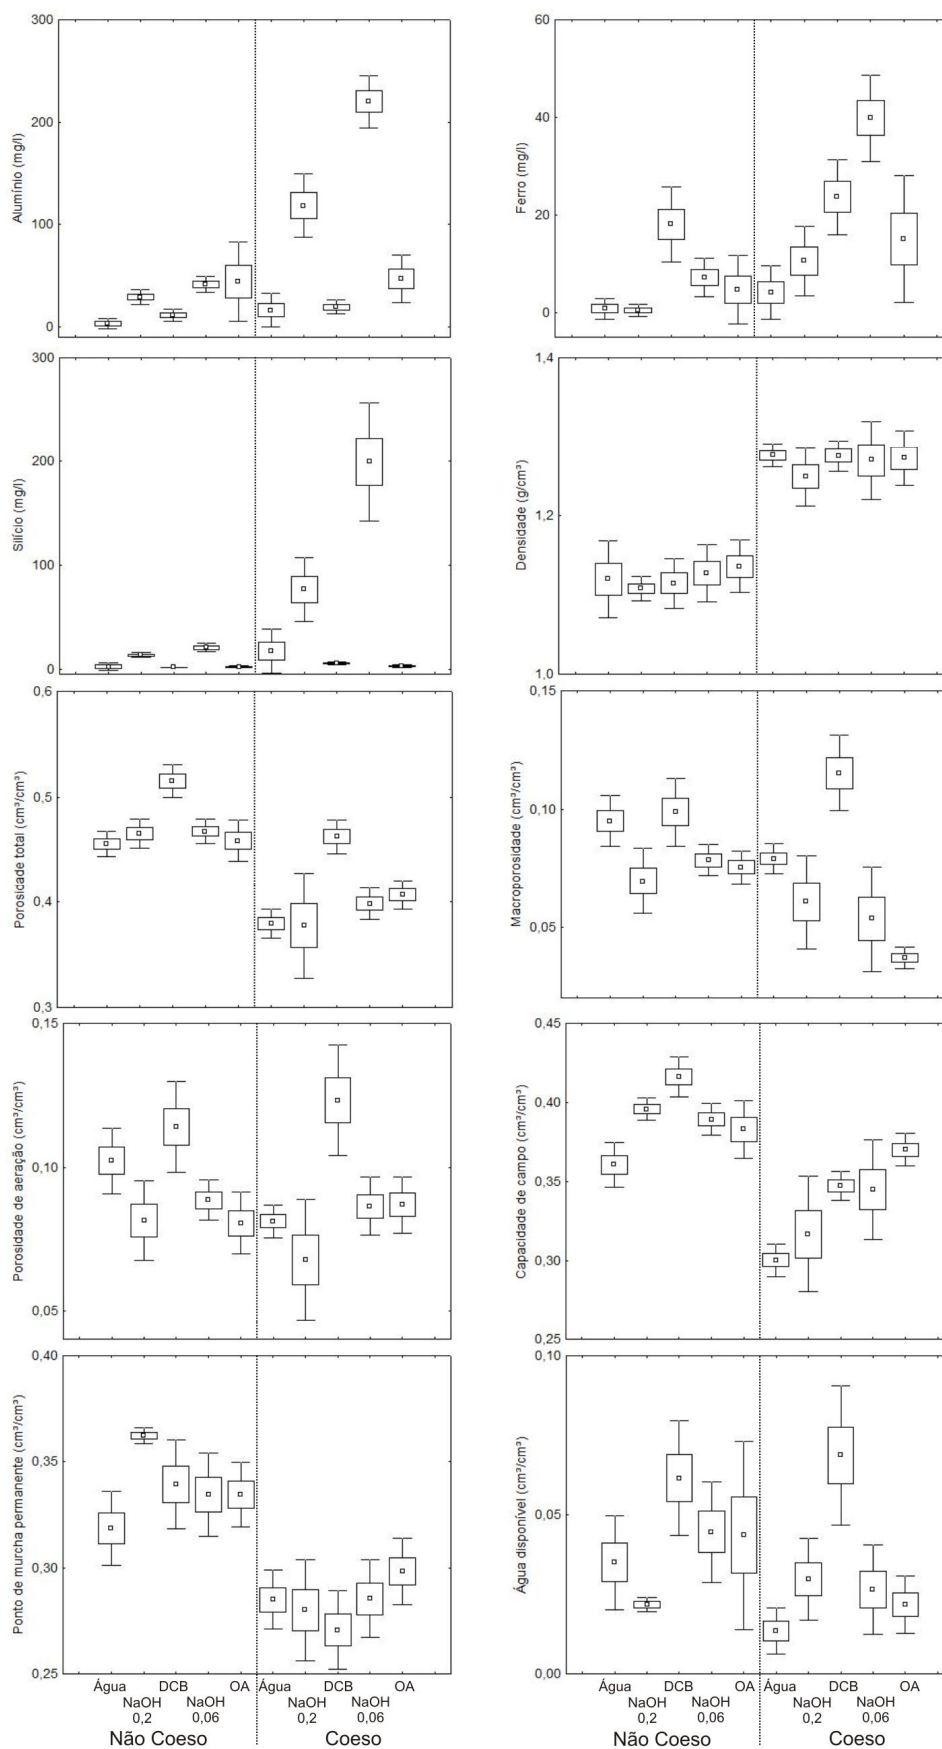 Alumínio (mg/l)
300
200
100
0
Ferro (mg/l)
60
40
20
0
Silício (mg/l)
300
200
100
0
Densidade (g/cm³)
1,4
1,2
1,0
Porosicade total (cm³/cm³)
0,6
0,5
0,4
0,3
Macroporosidade (cm³/cm³)
0,15
0,10
0,05
Porosidade de aeração (cm³/cm³)
0,15
0,10
0,05
Capacidade de campo (cm³/cm³)
0,45
0,40
0,35
0,30
0,25
Ponto de murcha permanente (cm³/cm³)
0,40
0,35
0,30
0,25
Água disponível (cm³/cm³)
0,10
0,05
0,00
Água DCB OA Água DCB OA
NaOH NaOH NaOH NaOH
0,2 0,06 0,2 0,06
Não Coeso Coeso
Água DCB OA Água DCB OA
NaOH NaOH NaOH NaOH
0,2 0,06 0,2 0,06
Não Coeso Coeso